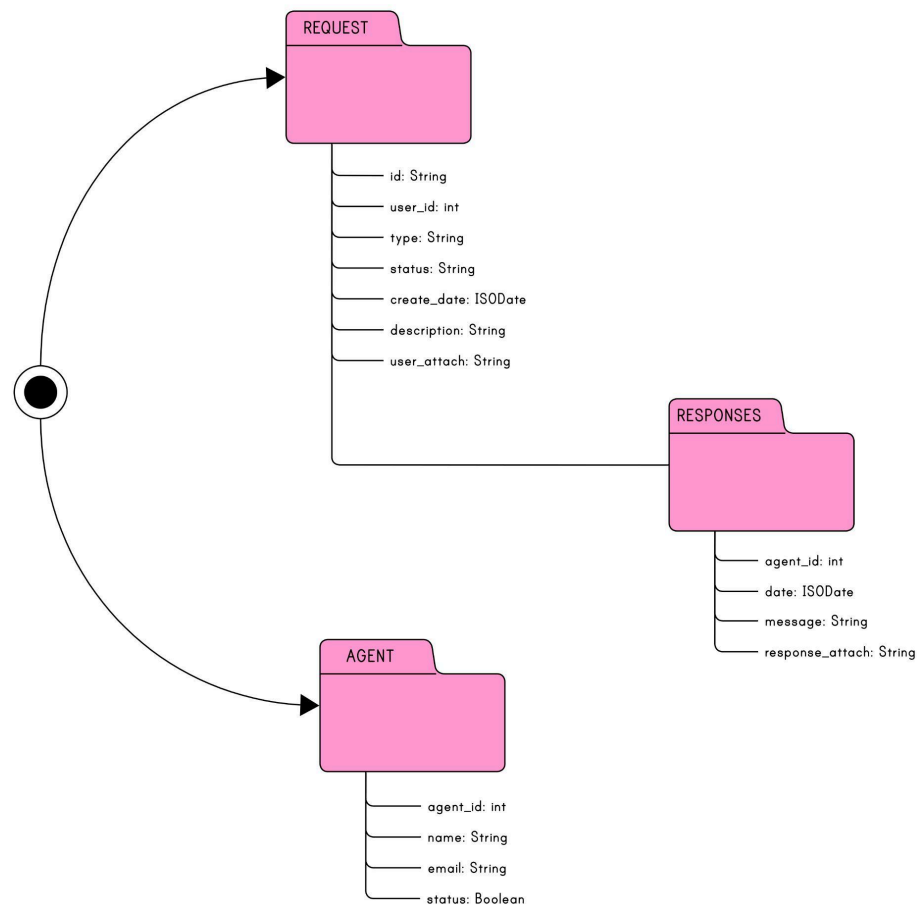 REQUEST
id: String
user_id: int
type: String
status: String
create_date: ISODate
description: String
user_attach: String
RESPONSES
agent_id: int
date: ISODate
message: String
response_attach: String
AGENT
agent_id: int
name: String
email: String
status: Boolean